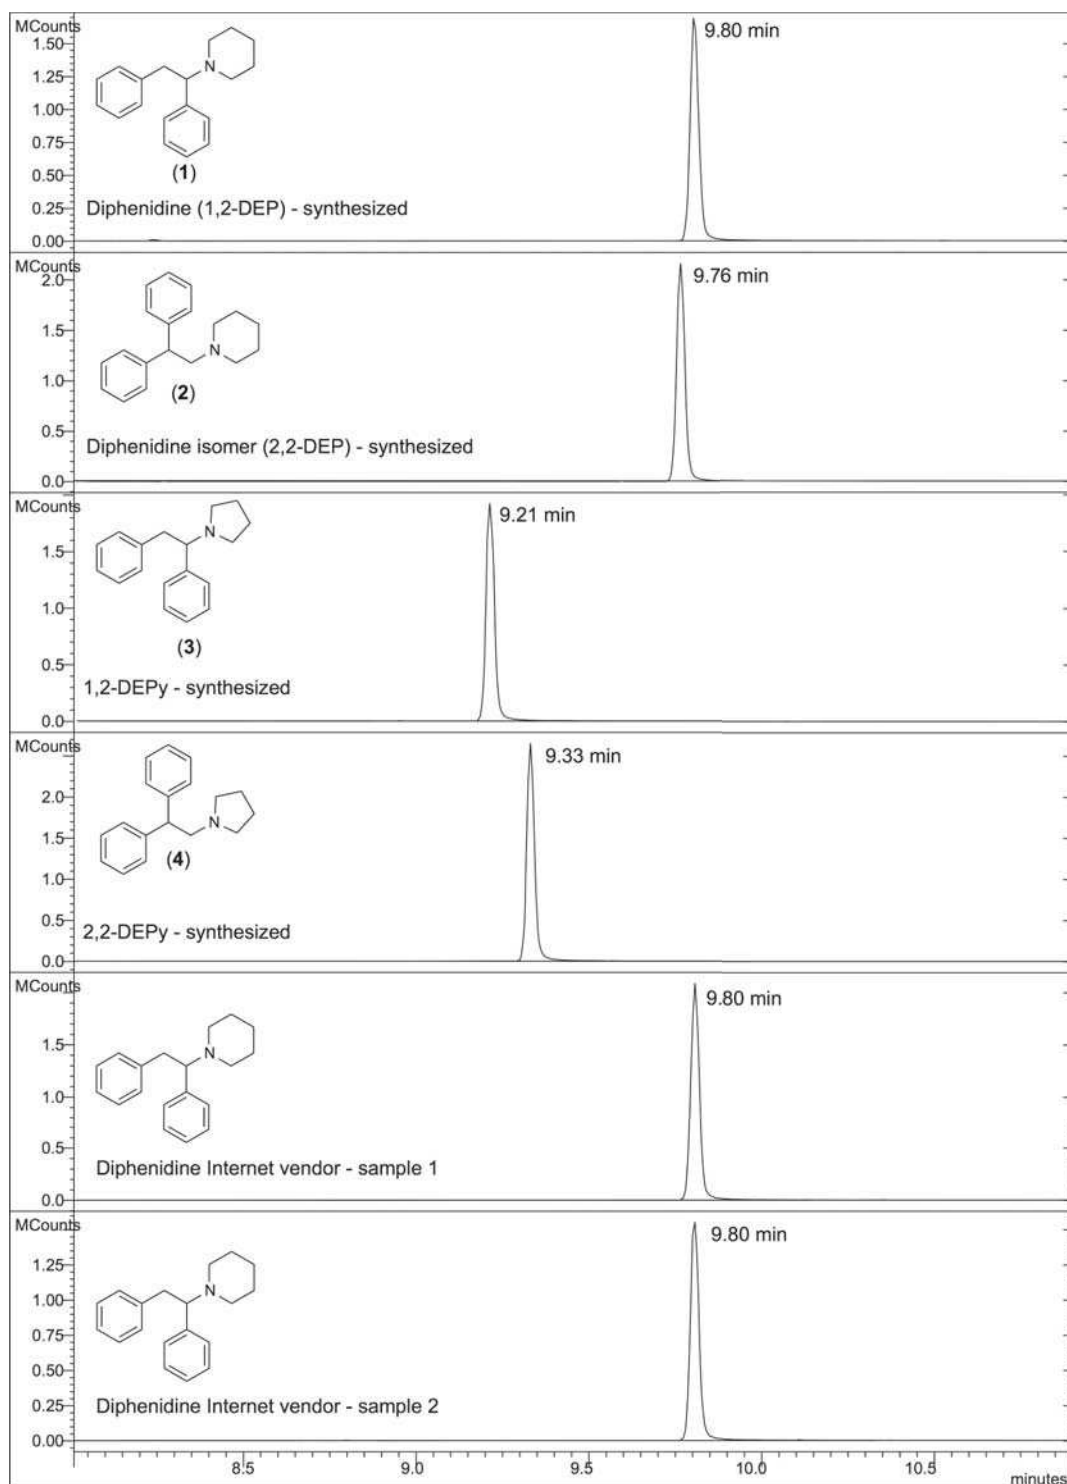 MCounts
1.50
9.80 min
N
1.25
1.00
0.75
(1)
0.50
0.25
Diphenidine (1,2-DEP) - synthesized
0.00
MCounts
2.0
9.76 min
1.5
N
1.0
(2)
0.5
Diphenidine isomer (2,2-DEP) - synthesized
0.0
MCounts
9.21 min
N
1.5
1.0
(3)
0.5
1,2-DEPy - synthesized
0.0
MCounts
9.33 min
2.0
N
1.5
(4)
1.0
0.5
2,2-DEPy - synthesized
0.0
MCounts
9.80 min
1.5
N
1.0
0.5
Diphenidine Internet vendor - sample 1
0.0
MCounts
9.80 min
1.25
N
1.00
0.75
0.50
0.25
Diphenidine Internet vendor - sample 2
0.00
8.5 9.0 9.5 10.0 10.5
minutes